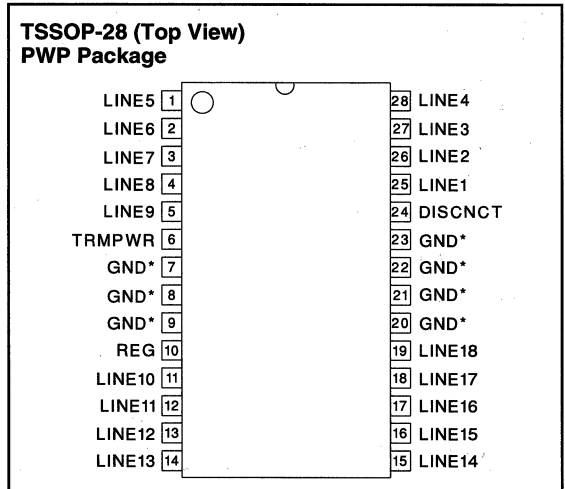 TSSOP-28 (Top View)
PWP Package
LINE5 1
LINE6 2
LINE7 3
LINE8 4
LINE9 5
TRMPWR 6
GND* 7
GND* 8
GND* 9
REG 10
LINE10 11
LINE11 12
LINE12 13
LINE13 14
28 LINE4
27 LINE3
26 LINE2
25 LINE1
24 DISCNCT
23 GND*
22 GND*
21 GND*
20 GND*
19 LINE18
18 LINE17
17 LINE16
16 LINE15
15 LINE14